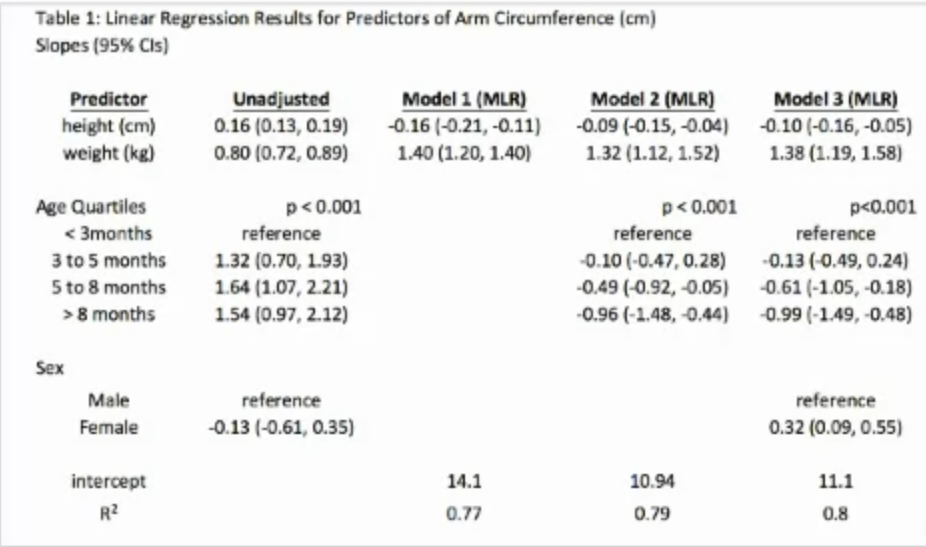 Table 1: Linear Regression Results for Predictors of Arm Circumference (cm)
Slopes (95% CIs)
Predictor Unadjusted Model 1 (MLR) Model 2 (MLR) Model 3 (MLR)
height (cm) 0.16 (0.13, 0.19) -0.16 (-0.21, -0.11) -0.09 (-0.15, -0.04) -0.10 (-0.16, -0.05)
weight (kg) 0.80 (0.72, 0.89) 1.40 (1.20, 1.40) 1.32 (1.12, 1.52) 1.38 (1.19, 1.58)
Age Quartiles p < 0.001 p < 0.001 p<0.001
< 3months reference reference reference
3 to 5 months 1.32 (0.70, 1.93) -0.10 (-0.47, 0.28) -0.13 (-0.49, 0.24)
5 to 8 months 1.64 (1.07, 2.21) -0.49 (-0.92, -0.05) -0.61 (-1.05, -0.18)
> 8 months 1.54 (0.97, 2.12) -0.96 (-1.48, -0.44) -0.99 (-1.49, -0.48)
Sex
Male reference reference
Female -0.13 (-0.61, 0.35) 0.32 (0.09, 0.55)
intercept 14.1 10.94 11.1
R² 0.77 0.79 0.8